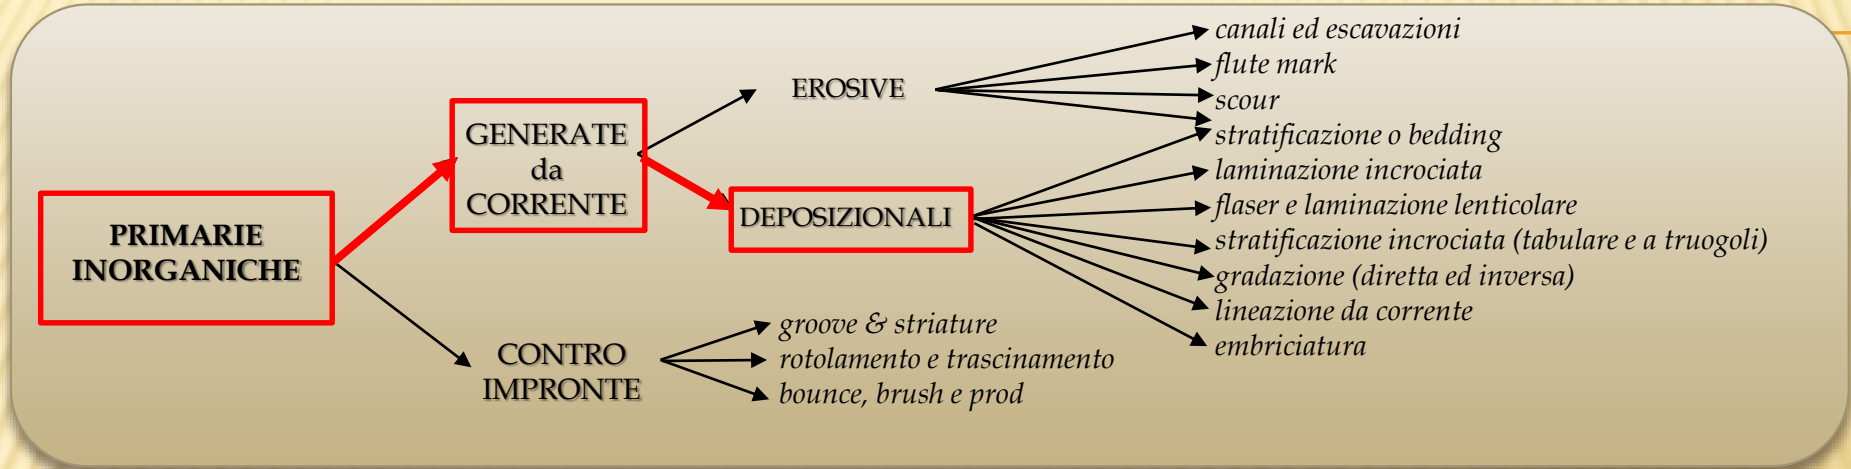 PRIMARIE
INORGANICHE
GENERATE
da
CORRENTE
EROSIVE
canali ed escavazioni
flute mark
scour
DEPOSIZIONALI
stratificazione o bedding
laminazione incrociata
flaser e laminazione lenticolare
stratificazione incrociata (tabulare e a truogoli)
gradazione (diretta ed inversa)
lineazione da corrente
embriciatura
CONTRO
IMPRONTE
groove & striature
rotolamento e trascinamento
bounce, brush e prod